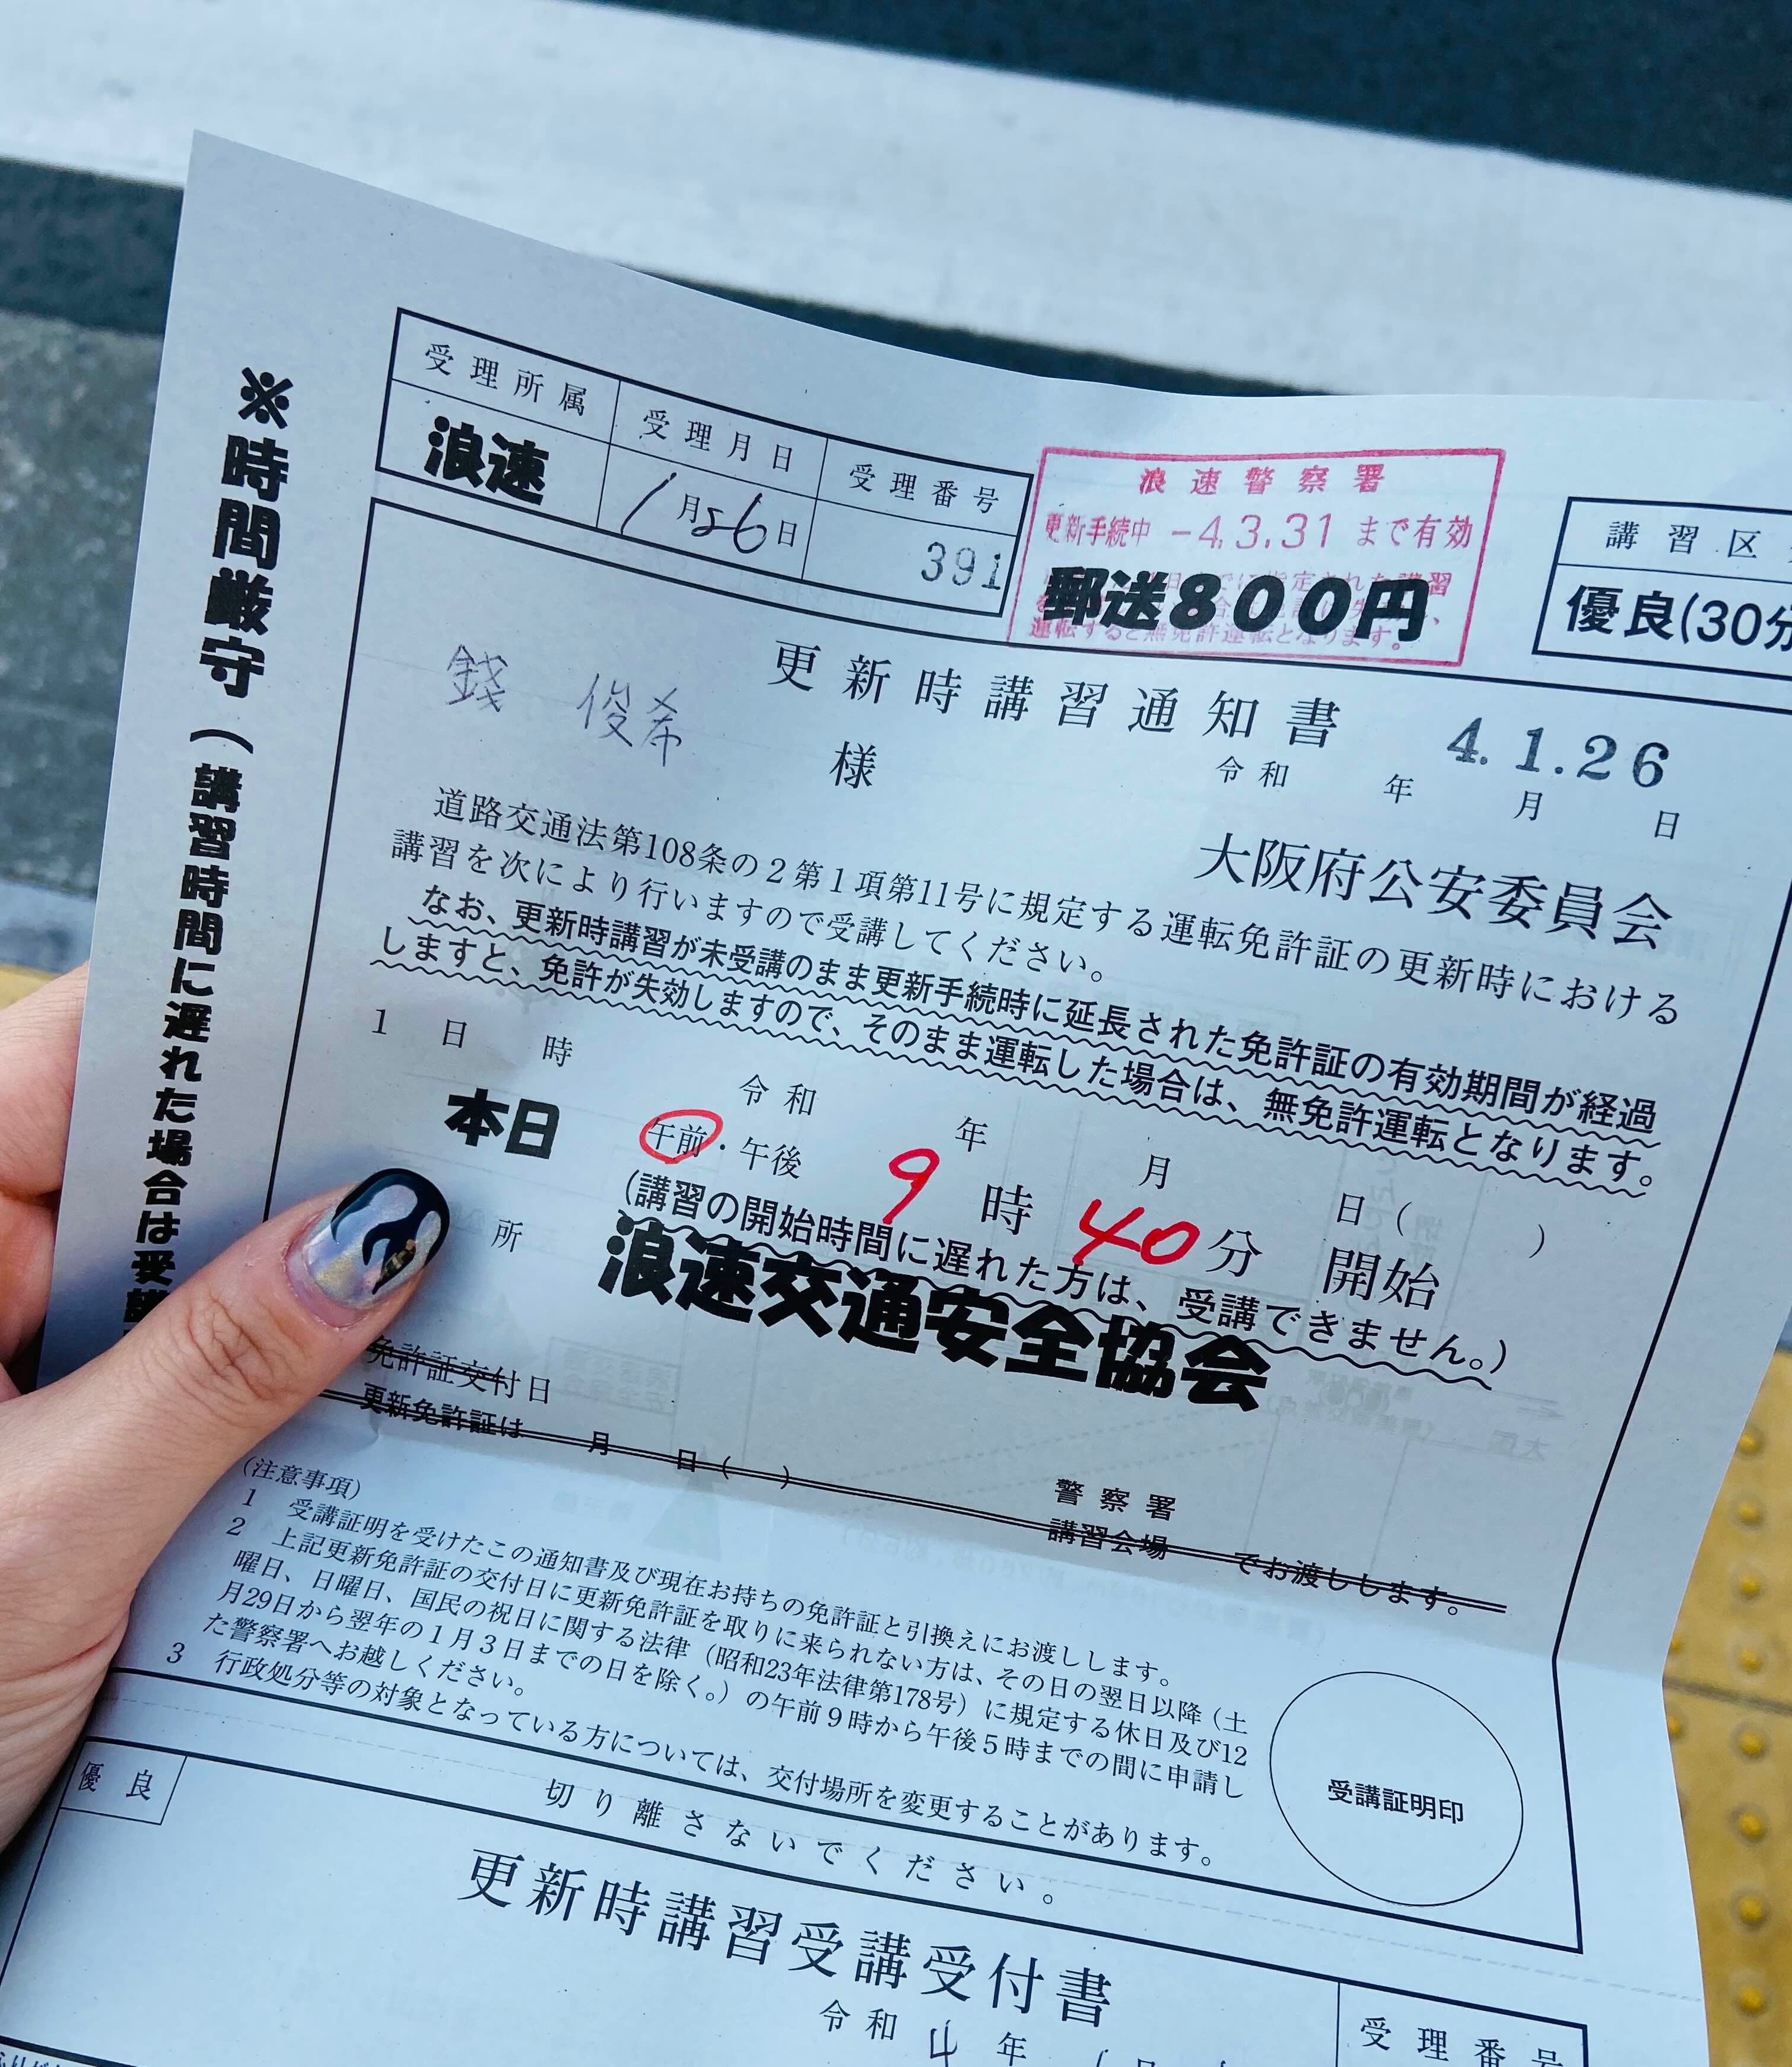 ※時間厳守（講習時間に遅れた場合は受講
受理所属
受理月日
受理番号
浪速
1月26日
391
浪速警察署
更新手続中 -4.3.31 まで有効
郵送800円
運転すると無免許運転となります。
講習区
優良(30分
更新時講習通知書
錢 俊希 様
4.1.26
令和 年 月 日
大阪府公安委員会
道路交通法第108条の2第1項第11号に規定する運転免許証の更新時における
講習を次により行いますので受講してください。
なお、更新時講習が未受講のまま更新手続時に延長された免許証の有効期間が経過
しますと、免許が失効しますので、そのまま運転した場合は、無免許運転となります。
1 日 時
令和 年 月 日（ ）
本日
午前・午後 9時40分 開始
(講習の開始時間に遅れた方は、受講できません。)
所
浪速交通安全協会
免許証交付日
更新免許証は 月 日（ ）
警察署
講習会場 でお渡しします。
(注意事項)
1 受講証明を受けたこの通知書及び現在お持ちの免許証と引換えにお渡しします。
2 上記更新免許証の交付日に更新免許証を取りに来られない方は、その日の翌日以降（土
曜日、日曜日、国民の祝日に関する法律（昭和23年法律第178号）に規定する休日及び12
月29日から翌年の1月3日までの日を除く。）の午前9時から午後5時までの間に申請し
た警察署へお越しください。
3 行政処分等の対象となっている方については、交付場所を変更することがあります。
受講証明印
切り離さないでください。
優良
更新時講習受講受付書
令和4年
受理番号